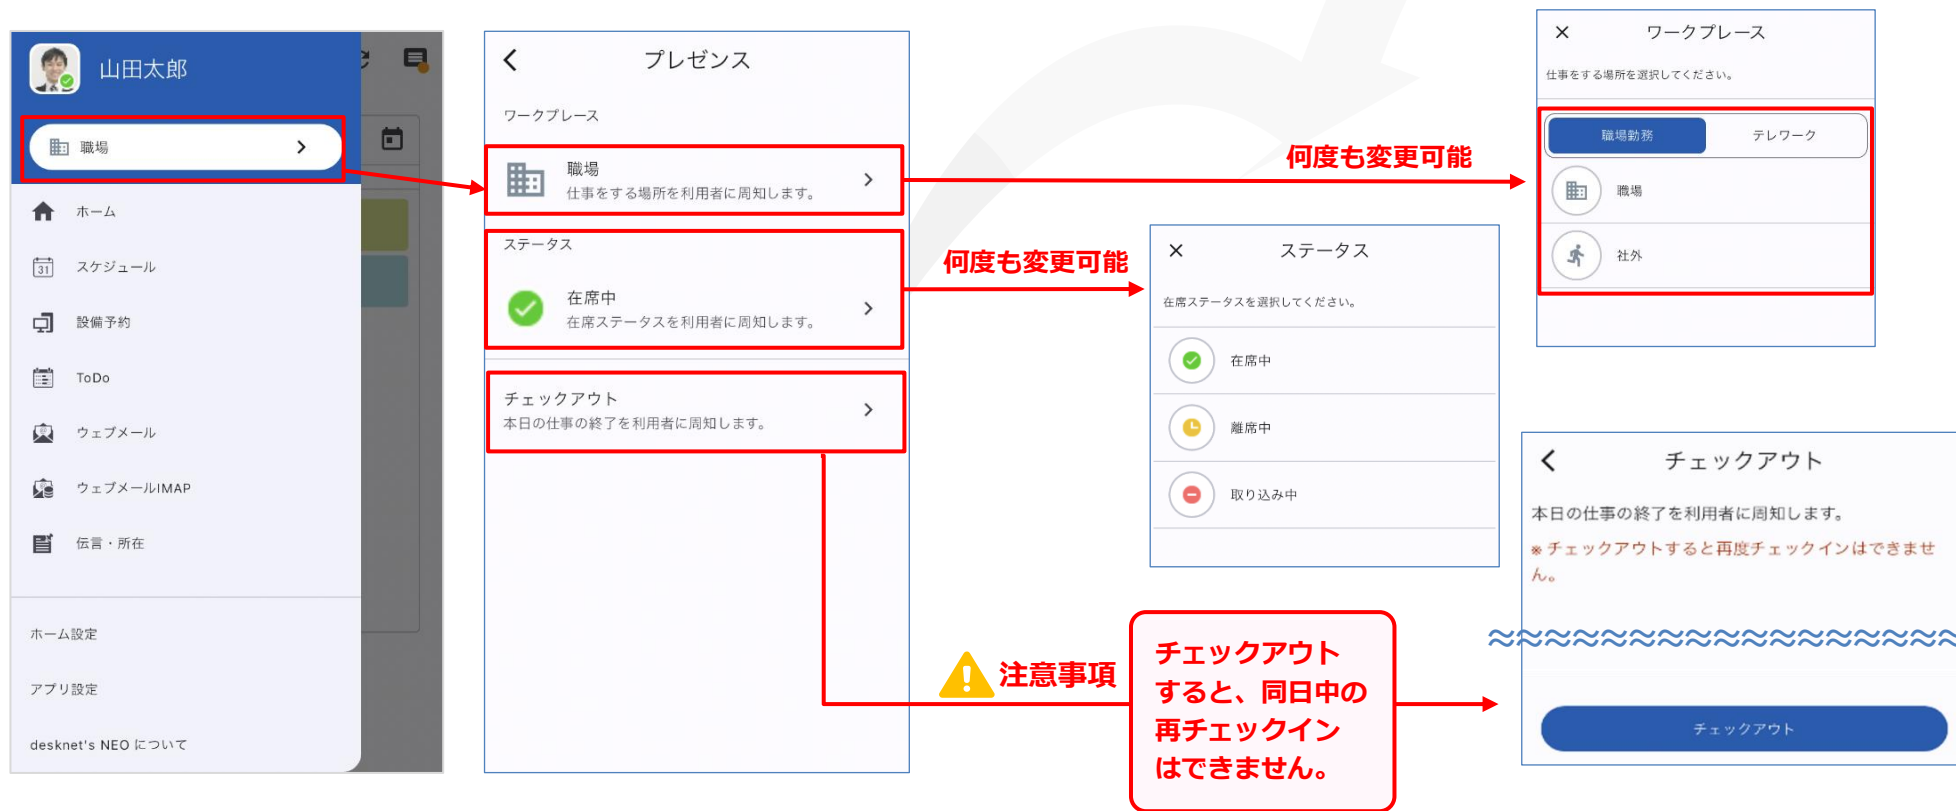 山田太郎
職場
ホーム
スケジュール
31
設備予約
ToDo
ウェブメール
ウェブメールIMAP
伝言・所在
ホーム設定
アプリ設定
desknet's NEO について
プレゼンス
ワークプレース
職場
仕事をする場所を利用者に周知します。
ステータス
在席中
在席ステータスを利用者に周知します。
チェックアウト
本日の仕事の終了を利用者に周知します。
何度も変更可能
ワークプレース
仕事をする場所を選択してください。
職場勤務
テレワーク
職場
社外
何度も変更可能
ステータス
在席ステータスを選択してください。
在席中
離席中
取り込み中
注意事項
チェックアウト
すると、同日中の
再チェックイン
はできません。
チェックアウト
本日の仕事の終了を利用者に周知します。
※チェックアウトすると再度チェックインはできませ
ん。
チェックアウト